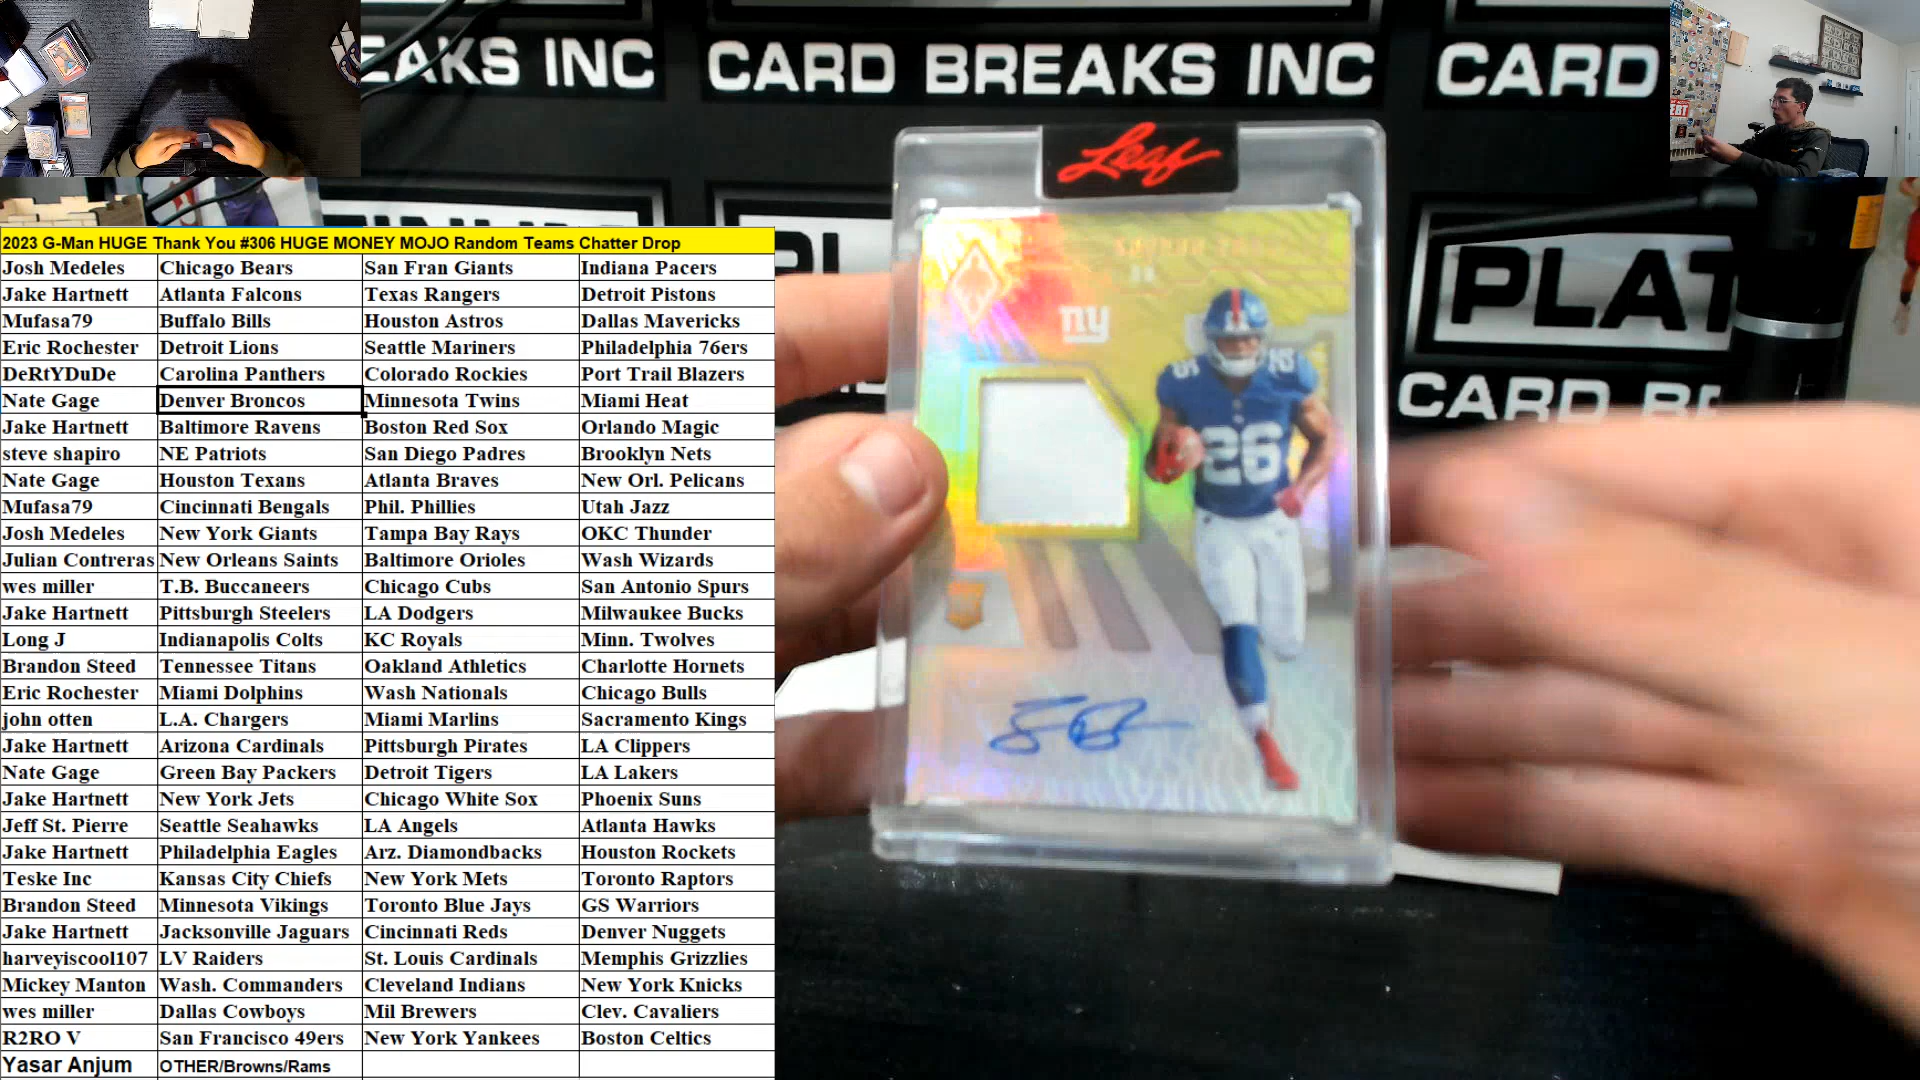 EAKS INC CARD BREAKS INC CARD
Leaf
2023 G-Man HUGE Thank You #306 HUGE MONEY MOJO Random Teams Chatter Drop
Josh Medeles Chicago Bears San Fran Giants Indiana Pacers
Jake Hartnett Atlanta Falcons Texas Rangers Detroit Pistons
Mufasa79 Buffalo Bills Houston Astros Dallas Mavericks
Eric Rochester Detroit Lions Seattle Mariners Philadelphia 76ers
DeRtYDuDe Carolina Panthers Colorado Rockies Port Trail Blazers
Nate Gage Denver Broncos Minnesota Twins Miami Heat
Jake Hartnett Baltimore Ravens Boston Red Sox Orlando Magic
steve shapiro NE Patriots San Diego Padres Brooklyn Nets
Nate Gage Houston Texans Atlanta Braves New Orl. Pelicans
Mufasa79 Cincinnati Bengals Phil. Phillies Utah Jazz
Josh Medeles New York Giants Tampa Bay Rays OKC Thunder
Julian Contreras New Orleans Saints Baltimore Orioles Wash Wizards
wes miller T.B. Buccaneers Chicago Cubs San Antonio Spurs
Jake Hartnett Pittsburgh Steelers LA Dodgers Milwaukee Bucks
Long J Indianapolis Colts KC Royals Minn. Twolves
Brandon Steed Tennessee Titans Oakland Athletics Charlotte Hornets
Eric Rochester Miami Dolphins Wash Nationals Chicago Bulls
john otten L.A. Chargers Miami Marlins Sacramento Kings
Jake Hartnett Arizona Cardinals Pittsburgh Pirates LA Clippers
Nate Gage Green Bay Packers Detroit Tigers LA Lakers
Jake Hartnett New York Jets Chicago White Sox Phoenix Suns
Jeff St. Pierre Seattle Seahawks LA Angels Atlanta Hawks
Jake Hartnett Philadelphia Eagles Arz. Diamondbacks Houston Rockets
Teske Inc Kansas City Chiefs New York Mets Toronto Raptors
Brandon Steed Minnesota Vikings Toronto Blue Jays GS Warriors
Jake Hartnett Jacksonville Jaguars Cincinnati Reds Denver Nuggets
harveyiscool107 LV Raiders St. Louis Cardinals Memphis Grizzlies
Mickey Manton Wash. Commanders Cleveland Indians New York Knicks
wes miller Dallas Cowboys Mil Brewers Clev. Cavaliers
R2RO V San Francisco 49ers New York Yankees Boston Celtics
Yasar Anjum OTHER/Browns/Rams
ny
26
26
PLAT
CARD BR